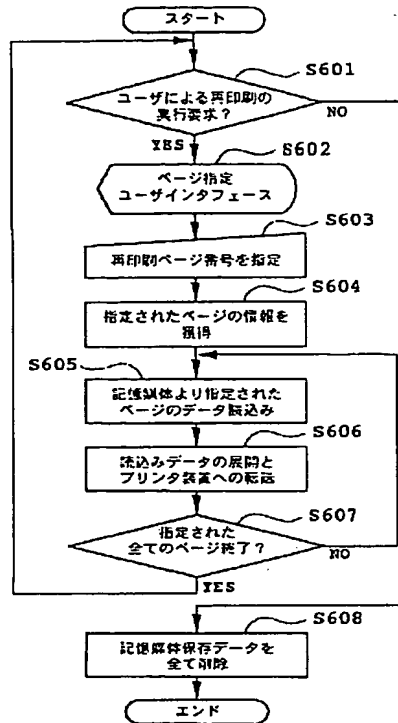 スタート
S601
ユーザによる再印刷の
実行要求?
NO
YES
S602
ページ指定
ユーザインタフェース
S603
再印刷ページ番号を指定
S604
指定されたページの情報を
獲得
S605
記憶媒体より指定された
ページのデータ読込み
S606
読込みデータの展開と
プリンタ装置への転送
S607
指定された
全てのページ終了?
NO
YES
S608
記憶媒体保存データを
全て削除
エンド